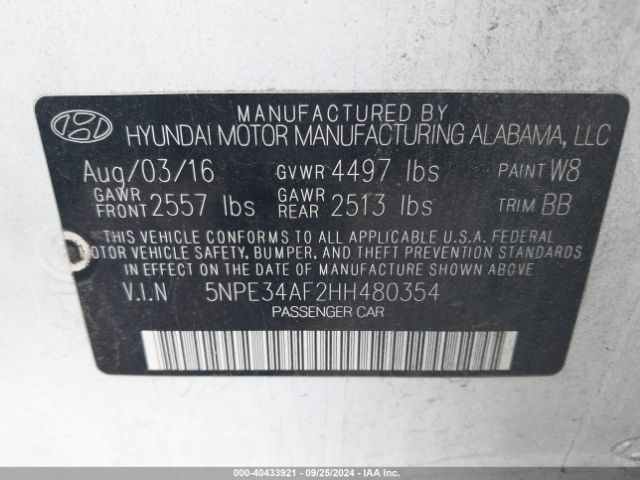 MANUFACTURED BY
HYUNDAI MOTOR MANUFACTURING ALABAMA, LLC
Aug/03/16 GVWR 4497 lbs PAINT W8
GAWR FRONT 2557 lbs GAWR REAR 2513 lbs TRIM BB
THIS VEHICLE CONFORMS TO ALL APPLICABLE U.S.A. FEDERAL
MOTOR VEHICLE SAFETY, BUMPER, AND THEFT PREVENTION STANDARDS
IN EFFECT ON THE DATE OF MANUFACTURE SHOWN ABOVE
V.I.N 5NPE34AF2HH480354
PASSENGER CAR
000-40433921 - 09/25/2024 - IAA Inc.